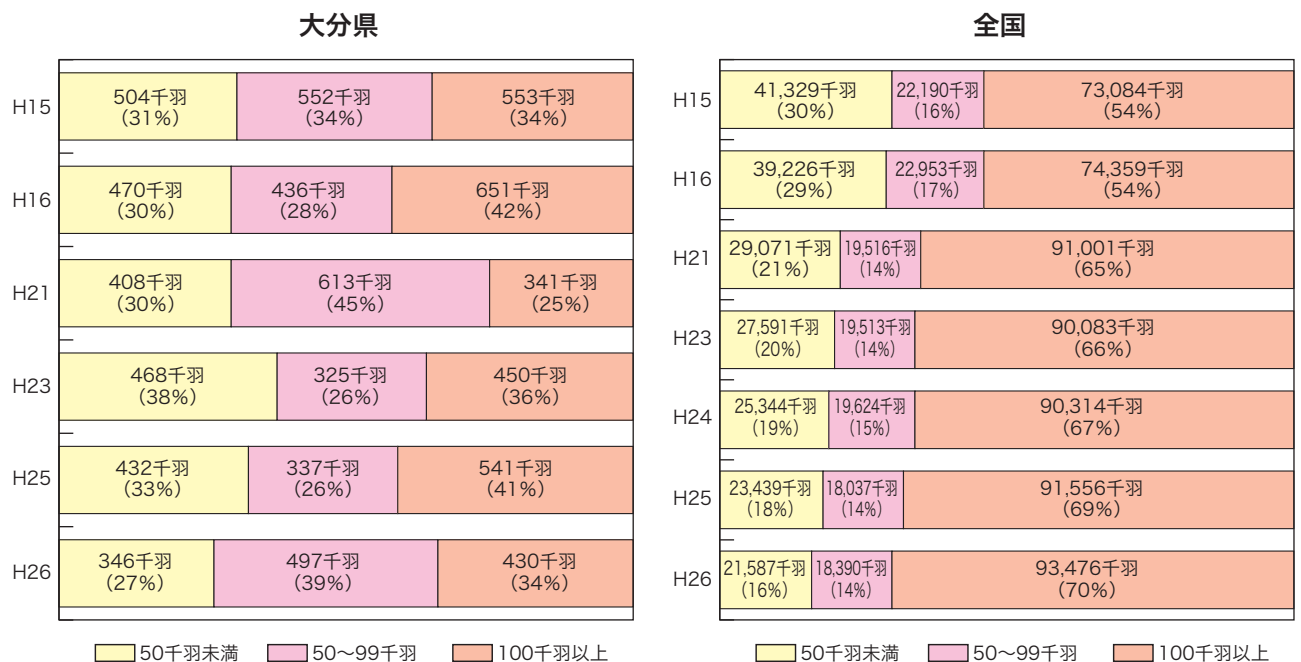 大分県
H15
504千羽
（31%）
552千羽
（34%）
553千羽
（34%）
H16
470千羽
（30%）
436千羽
（28%）
651千羽
（42%）
H21
408千羽
（30%）
613千羽
（45%）
341千羽
（25%）
H23
468千羽
（38%）
325千羽
（26%）
450千羽
（36%）
H25
432千羽
（33%）
337千羽
（26%）
541千羽
（41%）
H26
346千羽
（27%）
497千羽
（39%）
430千羽
（34%）
50千羽未満
50〜99千羽
100千羽以上
全国
H15
41,329千羽
（30%）
22,190千羽
（16%）
73,084千羽
（54%）
H16
39,226千羽
（29%）
22,953千羽
（17%）
74,359千羽
（54%）
H21
29,071千羽
（21%）
19,516千羽
（14%）
91,001千羽
（65%）
H23
27,591千羽
（20%）
19,513千羽
（14%）
90,083千羽
（66%）
H24
25,344千羽
（19%）
19,624千羽
（15%）
90,314千羽
（67%）
H25
23,439千羽
（18%）
18,037千羽
（14%）
91,556千羽
（69%）
H26
21,587千羽
（16%）
18,390千羽
（14%）
93,476千羽
（70%）
50千羽未満
50〜99千羽
100千羽以上